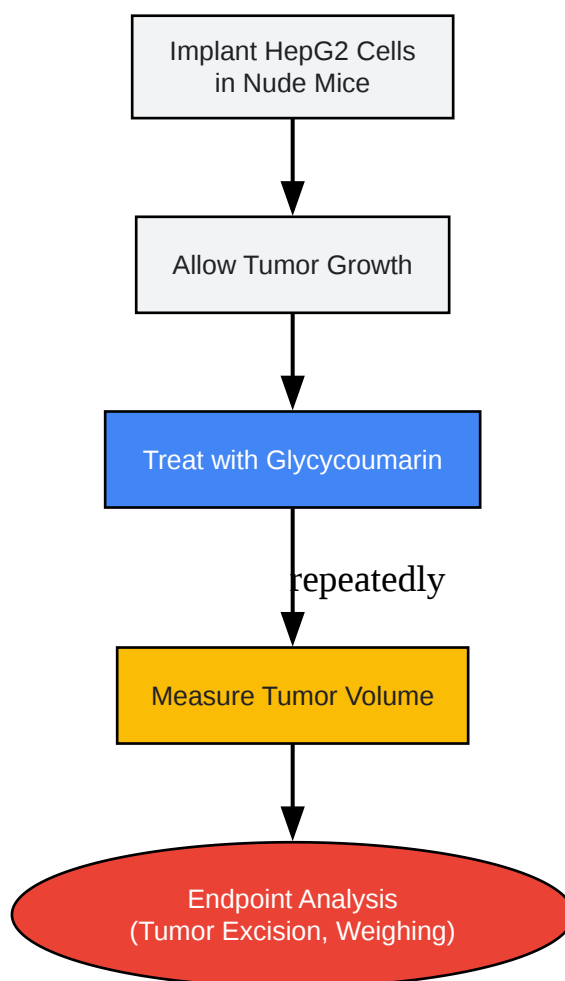 Implant HepG2 Cells
in Nude Mice
Allow Tumor Growth
Treat with Glycycoumarin
repeatedly
Measure Tumor Volume
Endpoint Analysis
(Tumor Excision, Weighing)